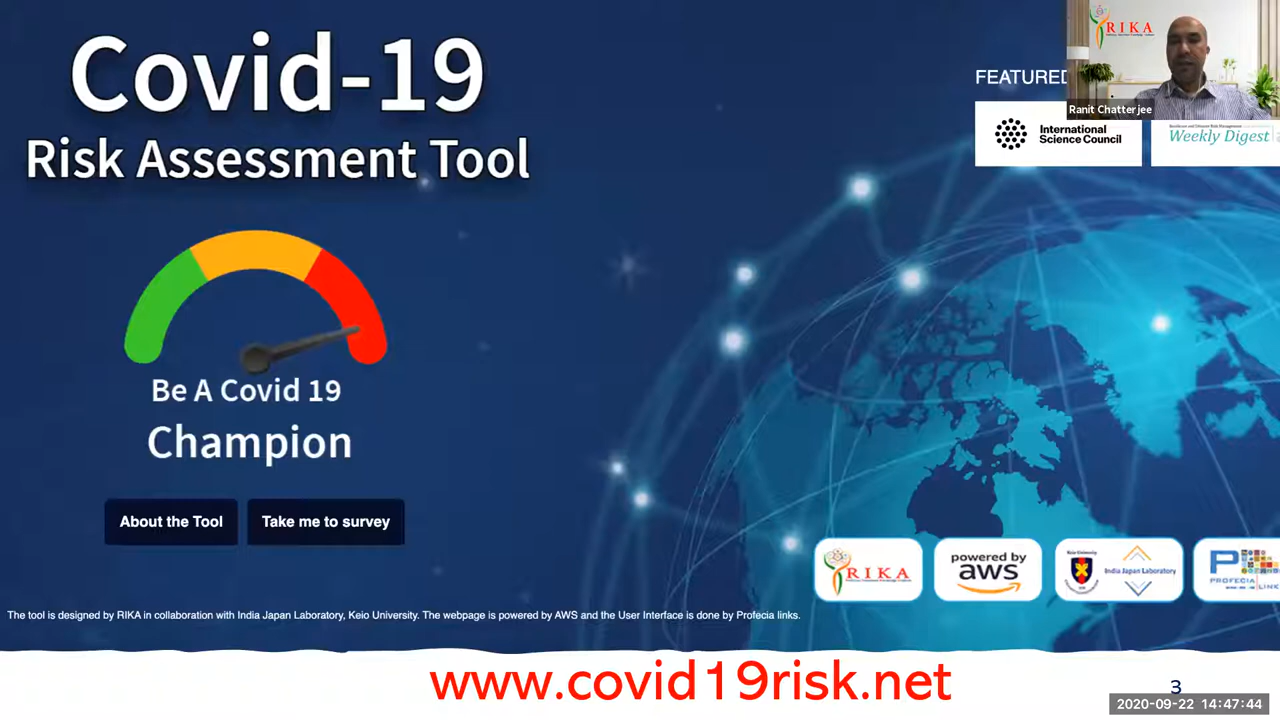 Covid-19
Risk Assessment Tool
RIKA
FEATURED
Ranit Chatterjee
International
Science Council
Weekly Digest
Be A Covid 19
Champion
About the Tool
Take me to survey
RIKA
powered by
aws
Keio University
India Japan Laboratory
PROFECIA LINK
The tool is designed by RIKA in collaboration with India Japan Laboratory, Keio University. The webpage is powered by AWS and the User Interface is done by Profecia links.
www.covid19risk.net
3
2020-09-22 14:47:44